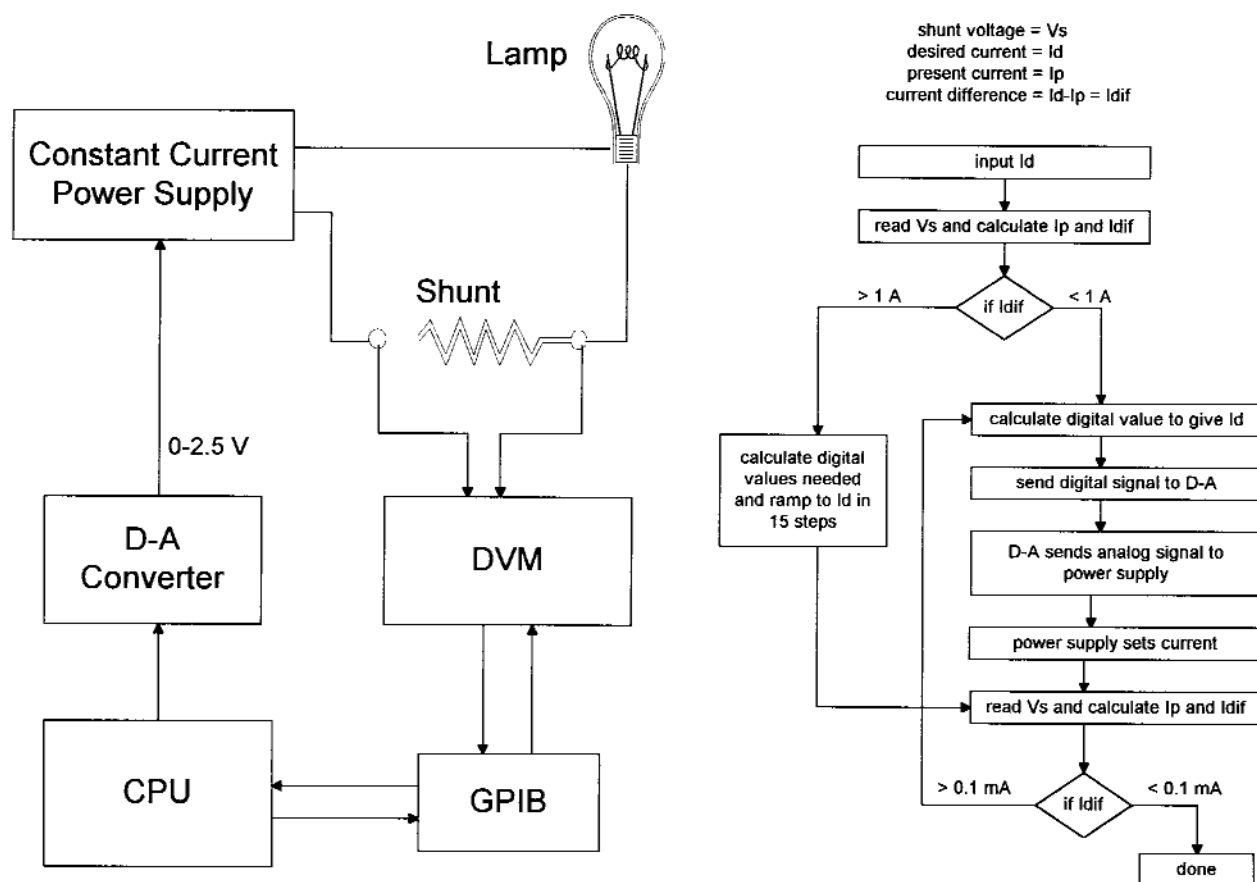 Lamp
Constant Current
Power Supply
Shunt
0-2.5 V
D-A
Converter
DVM
CPU
GPIB
shunt voltage = Vs
desired current = Id
present current = Ip
current difference = Id-Ip = Idif
input Id
read Vs and calculate P and Idif
> 1 A
if Idif
< 1 A
calculate digital value to give Id
calculate digital
values needed
and ramp to Id in
15 steps
send digital signal to D-A
D-A sends analog signal to
power supply
power supply sets current
read Vs and calculate Ip and Idif
> 0.1 mA
if Idif
< 0.1 mA
done